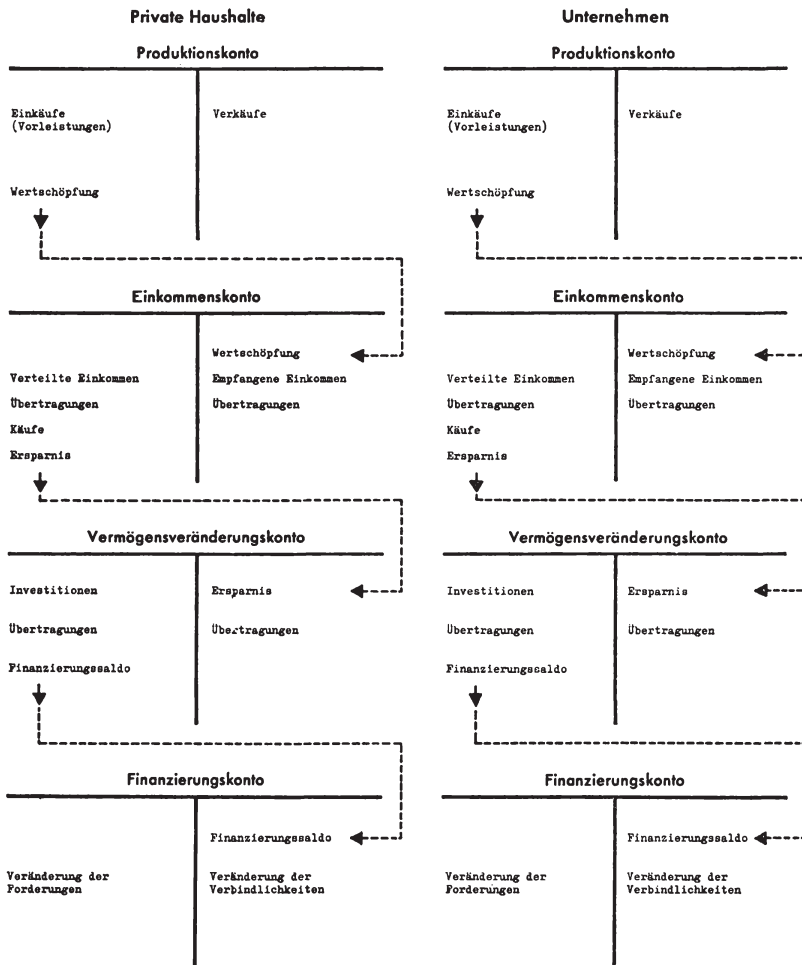 Private Haushalte
Produktionskonto
Einkäufe
(Vorleistungen)
Wertschöpfung
Verkäufe
Einkommenskonto
Verteilte Einkommen
Übertragungen
Käufe
Ersparnis
Wertschöpfung
Empfangene Einkommen
Übertragungen
Vermögensveränderungskonto
Investitionen
Übertragungen
Finanzierungssaldo
Ersparnis
Übertragungen
Finanzierungskonto
Veränderung der
Forderungen
Finanzierungssaldo
Veränderung der
Verbindlichkeiten
Unternehmen
Produktionskonto
Einkäufe
(Vorleistungen)
Wertschöpfung
Verkäufe
Einkommenskonto
Verteilte Einkommen
Übertragungen
Käufe
Ersparnis
Wertschöpfung
Empfangene Einkommen
Übertragungen
Vermögensveränderungskonto
Investitionen
Übertragungen
Finanzierungssaldo
Ersparnis
Übertragungen
Finanzierungskonto
Veränderung der
Forderungen
Finanzierungssaldo
Veränderung der
Verbindlichkeiten